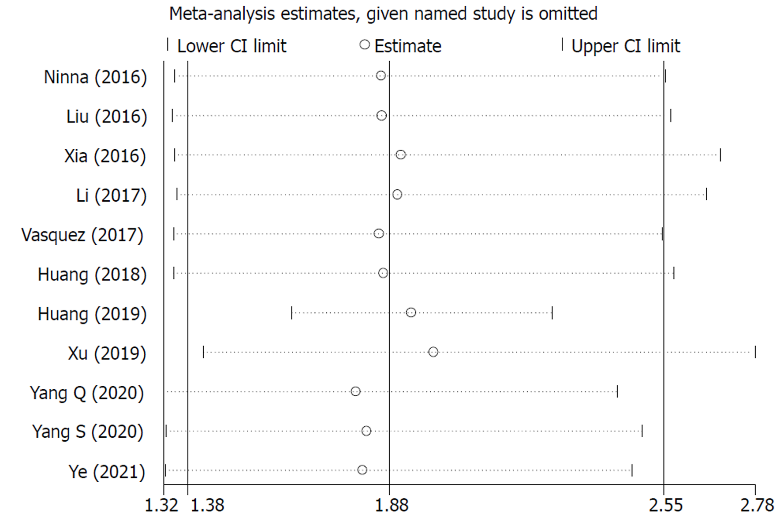 Meta-analysis estimates, given named study is omitted
Lower CI limit Estimate Upper CI limit
Ninna (2016)
Liu (2016)
Xia (2016)
Li (2017)
Vasquez (2017)
Huang (2018)
Huang (2019)
Xu (2019)
Yang Q (2020)
Yang S (2020)
Ye (2021)
1.32 1.38 1.88 2.55 2.78